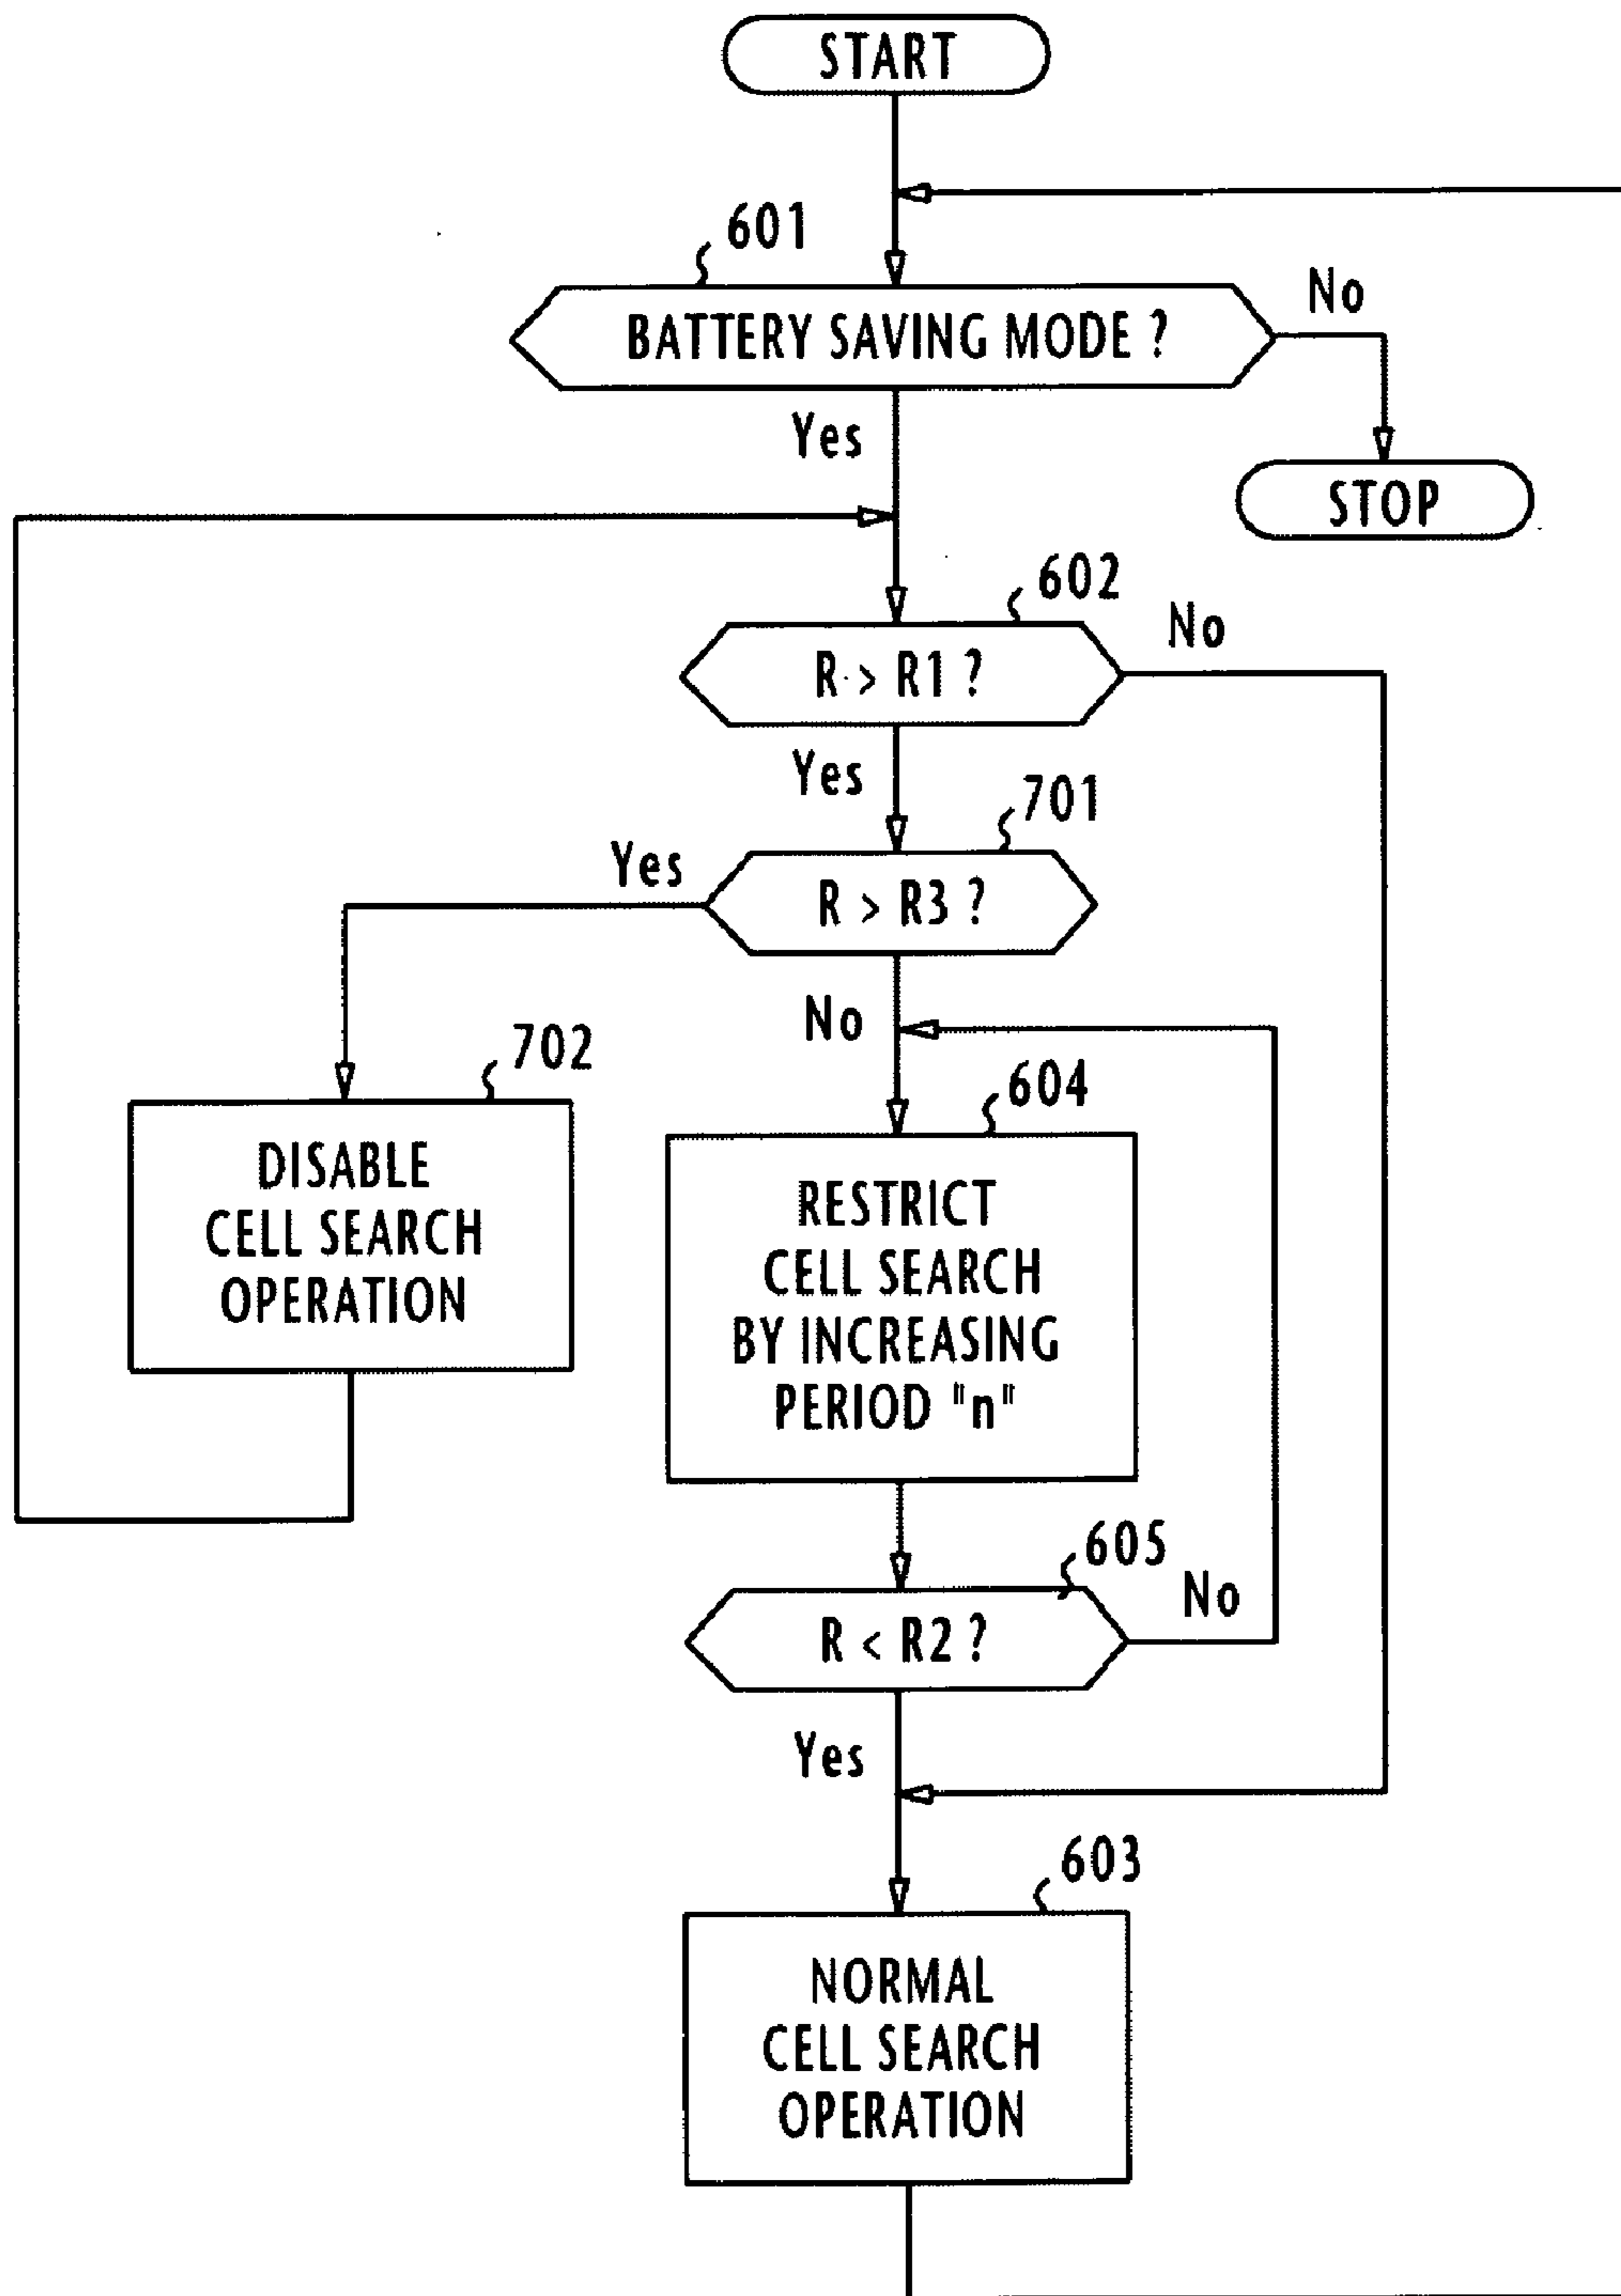 START
601
BATTERY SAVING MODE ?
No
Yes
STOP
602
R > R1 ?
No
Yes
701
Yes
R > R3 ?
No
702
DISABLE
CELL SEARCH
OPERATION
604
RESTRICT
CELL SEARCH
BY INCREASING
PERIOD "n"
605
R < R2 ?
No
Yes
603
NORMAL
CELL SEARCH
OPERATION